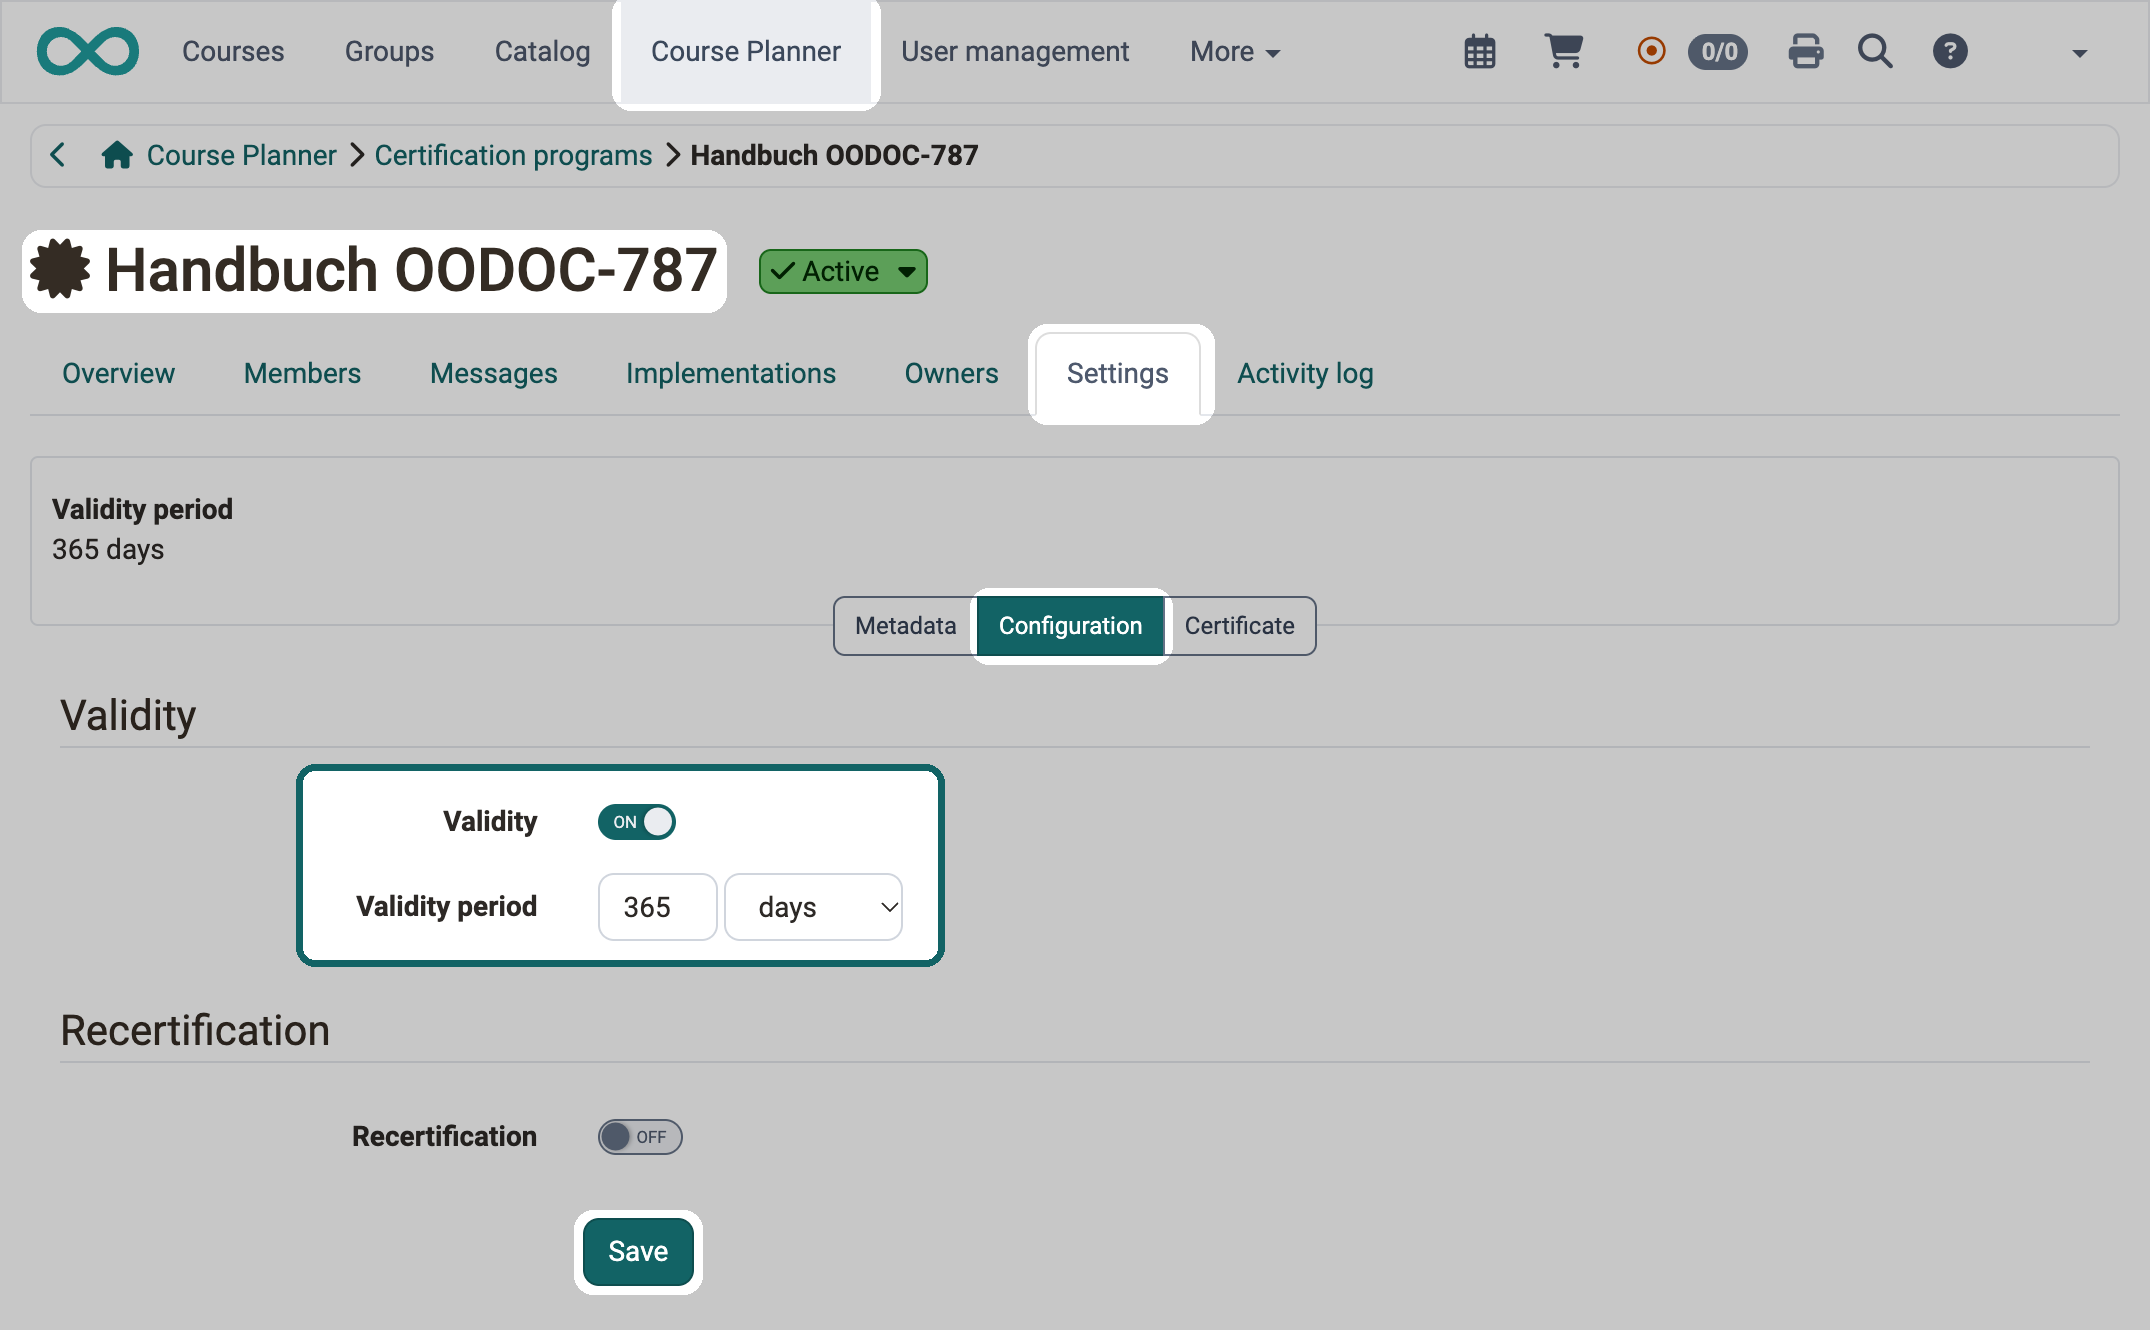 Courses Groups Catalog Course Planner User management More 0/0 ?
Course Planner Certification programs Handbuch OODOC-787
Handbuch OODOC-787 Active
Overview Members Messages Implementations Owners Settings Activity log
Validity period
365 days
Metadata Configuration Certificate
Validity
Validity ON
Validity period 365 days
Recertification
Recertification OFF
Save